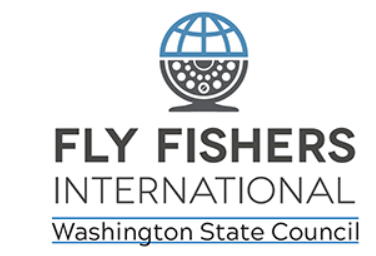 FLY FISHERS
INTERNATIONAL
Washington State Council